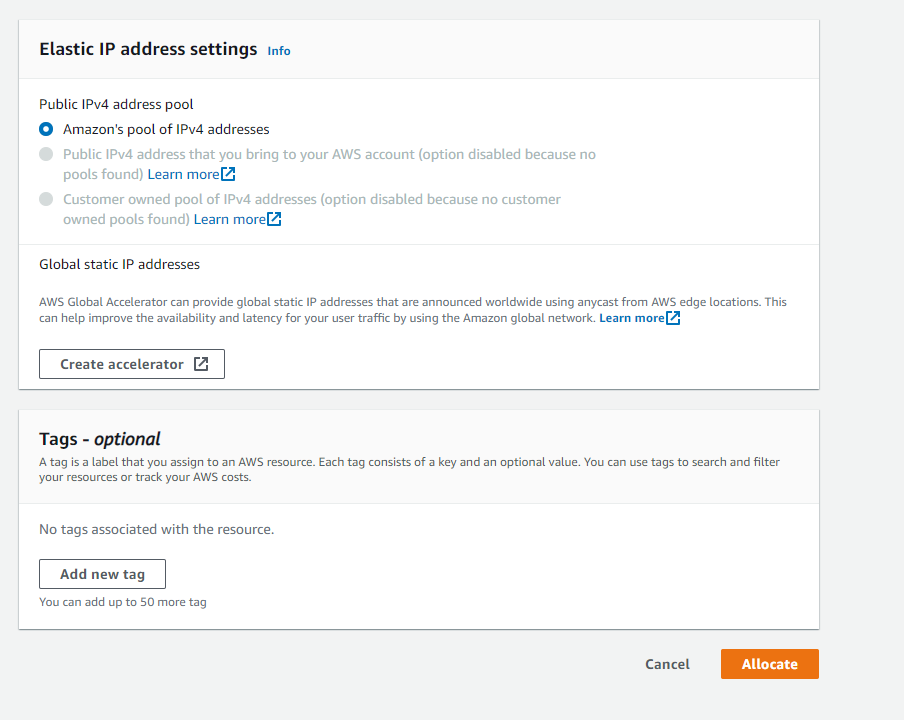 Elastic IP address settings Info
Public IPv4 address pool
Amazon's pool of IPv4 addresses
Public IPv4 address that you bring to your AWS account (option disabled because no
pools found) Learn more
Customer owned pool of IPv4 addresses (option disabled because no customer
owned pools found) Learn more
Global static IP addresses
AWS Global Accelerator can provide global static IP addresses that are announced worldwide using anycast from AWS edge locations. This
can help improve the availability and latency for your user traffic by using the Amazon global network. Learn more
Create accelerator
Tags - optional
A tag is a label that you assign to an AWS resource. Each tag consists of a key and an optional value. You can use tags to search and filter
your resources or track your AWS costs.
No tags associated with the resource.
Add new tag
You can add up to 50 more tag
Cancel Allocate